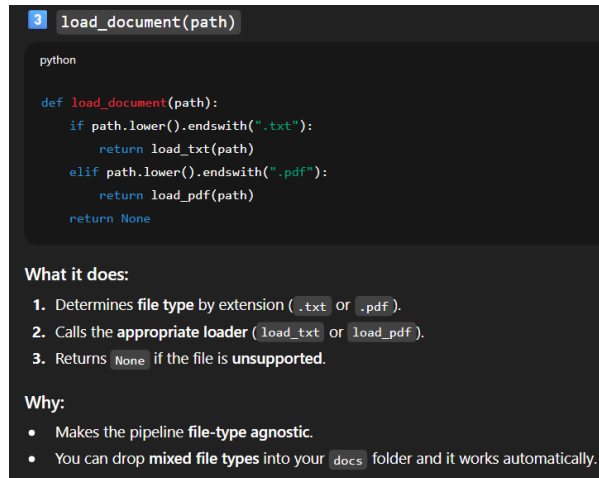 3 load_document(path)
python
def load_document(path):
    if path.lower().endswith(".txt"):
        return load_txt(path)
    elif path.lower().endswith(".pdf"):
        return load_pdf(path)
    return None
What it does:
1. Determines file type by extension (.txt or .pdf).
2. Calls the appropriate loader (load_txt or load_pdf).
3. Returns None if the file is unsupported.
Why:
• Makes the pipeline file-type agnostic.
• You can drop mixed file types into your docs folder and it works automatically.